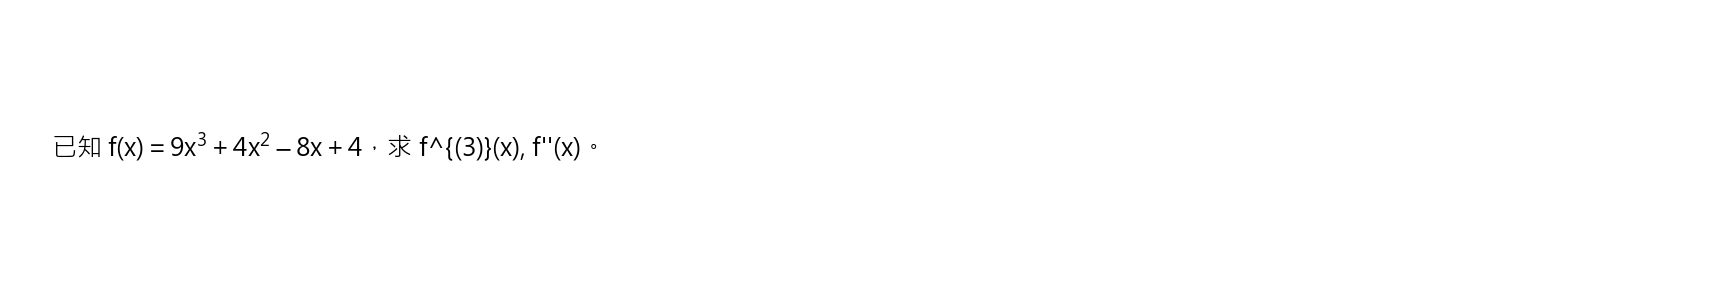 已知 f(x) = 9x³ + 4x² – 8x + 4，求 f^{(3)}(x), f''(x)。